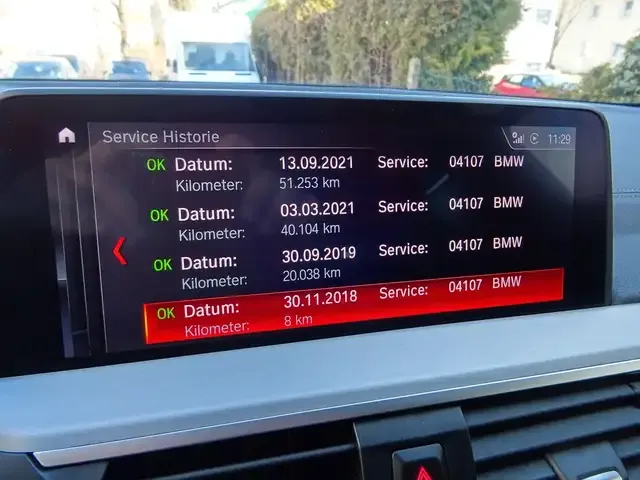 Service Historie 11:29
OK Datum: 13.09.2021 Service: 04107 BMW
Kilometer: 51.253 km
OK Datum: 03.03.2021 Service: 04107 BMW
Kilometer: 40.104 km
OK Datum: 30.09.2019 Service: 04107 BMW
Kilometer: 20.038 km
OK Datum: 30.11.2018 Service: 04107 BMW
Kilometer: 8 km